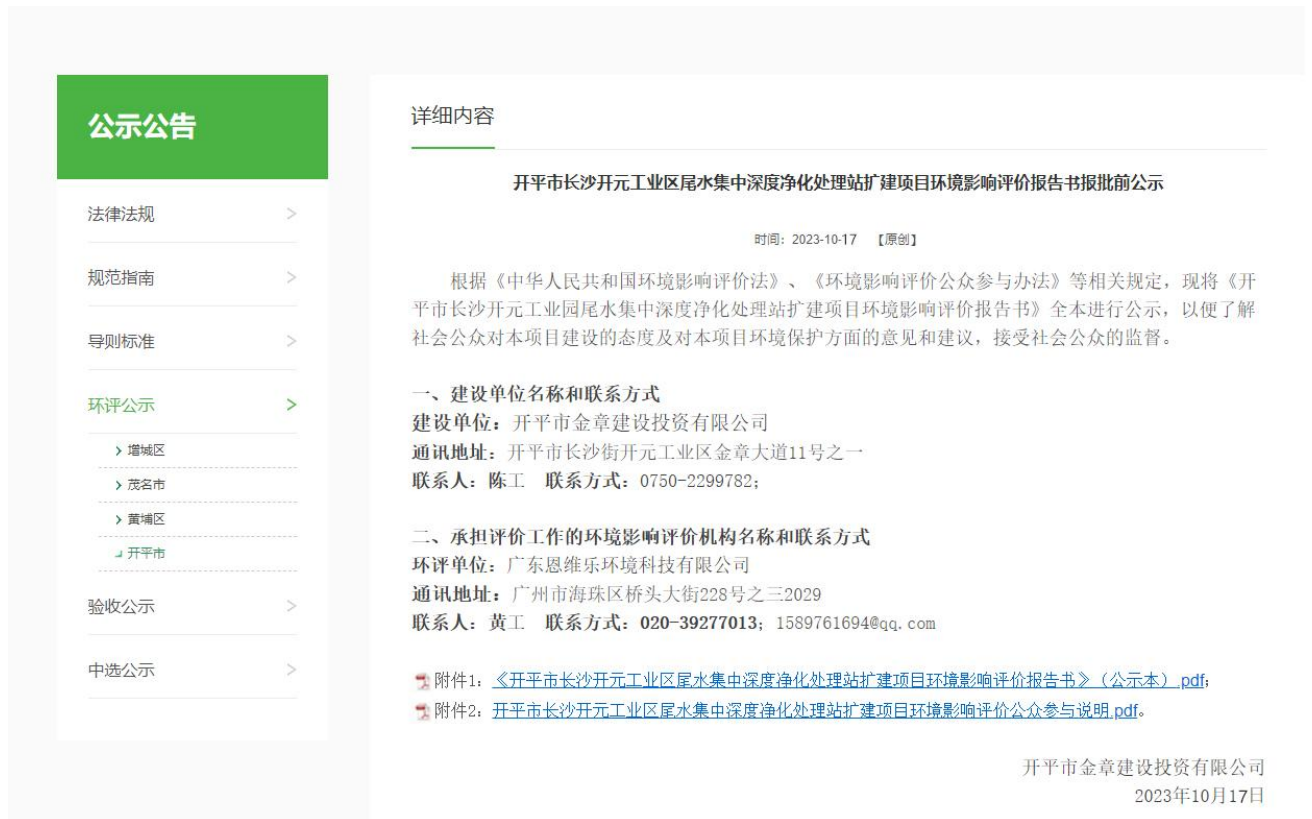 公示公告
法律法规
规范指南
导则标准
环评公示
增城区
茂名市
黄埔区
开平市
验收公示
中选公示
详细内容
开平市长沙开元工业区尾水集中深度净化处理站扩建项目环境影响评价报告书报批前公示
时间：2023-10-17 【原创】
根据《中华人民共和国环境影响评价法》、《环境影响评价公众参与办法》等相关规定，现将《开
平市长沙开元工业园尾水集中深度净化处理站扩建项目环境影响评价报告书》全本进行公示，以便了解
社会公众对本项目建设的态度及对本项目环境保护方面的意见和建议，接受社会公众的监督。
一、建设单位名称和联系方式
建设单位：开平市金章建设投资有限公司
通讯地址：开平市长沙街开元工业区金章大道11号之一
联系人：陈工 联系方式：0750-2299782；
二、承担评价工作的环境影响评价机构名称和联系方式
环评单位：广东恩维乐环境科技有限公司
通讯地址：广州市海珠区桥头大街228号之三2029
联系人：黄工 联系方式：020-39277013；1589761694@qq.com
附件1：《开平市长沙开元工业区尾水集中深度净化处理站扩建项目环境影响评价报告书》（公示本）.pdf；
附件2：开平市长沙开元工业区尾水集中深度净化处理站扩建项目环境影响评价公众参与说明.pdf。
开平市金章建设投资有限公司
2023年10月17日